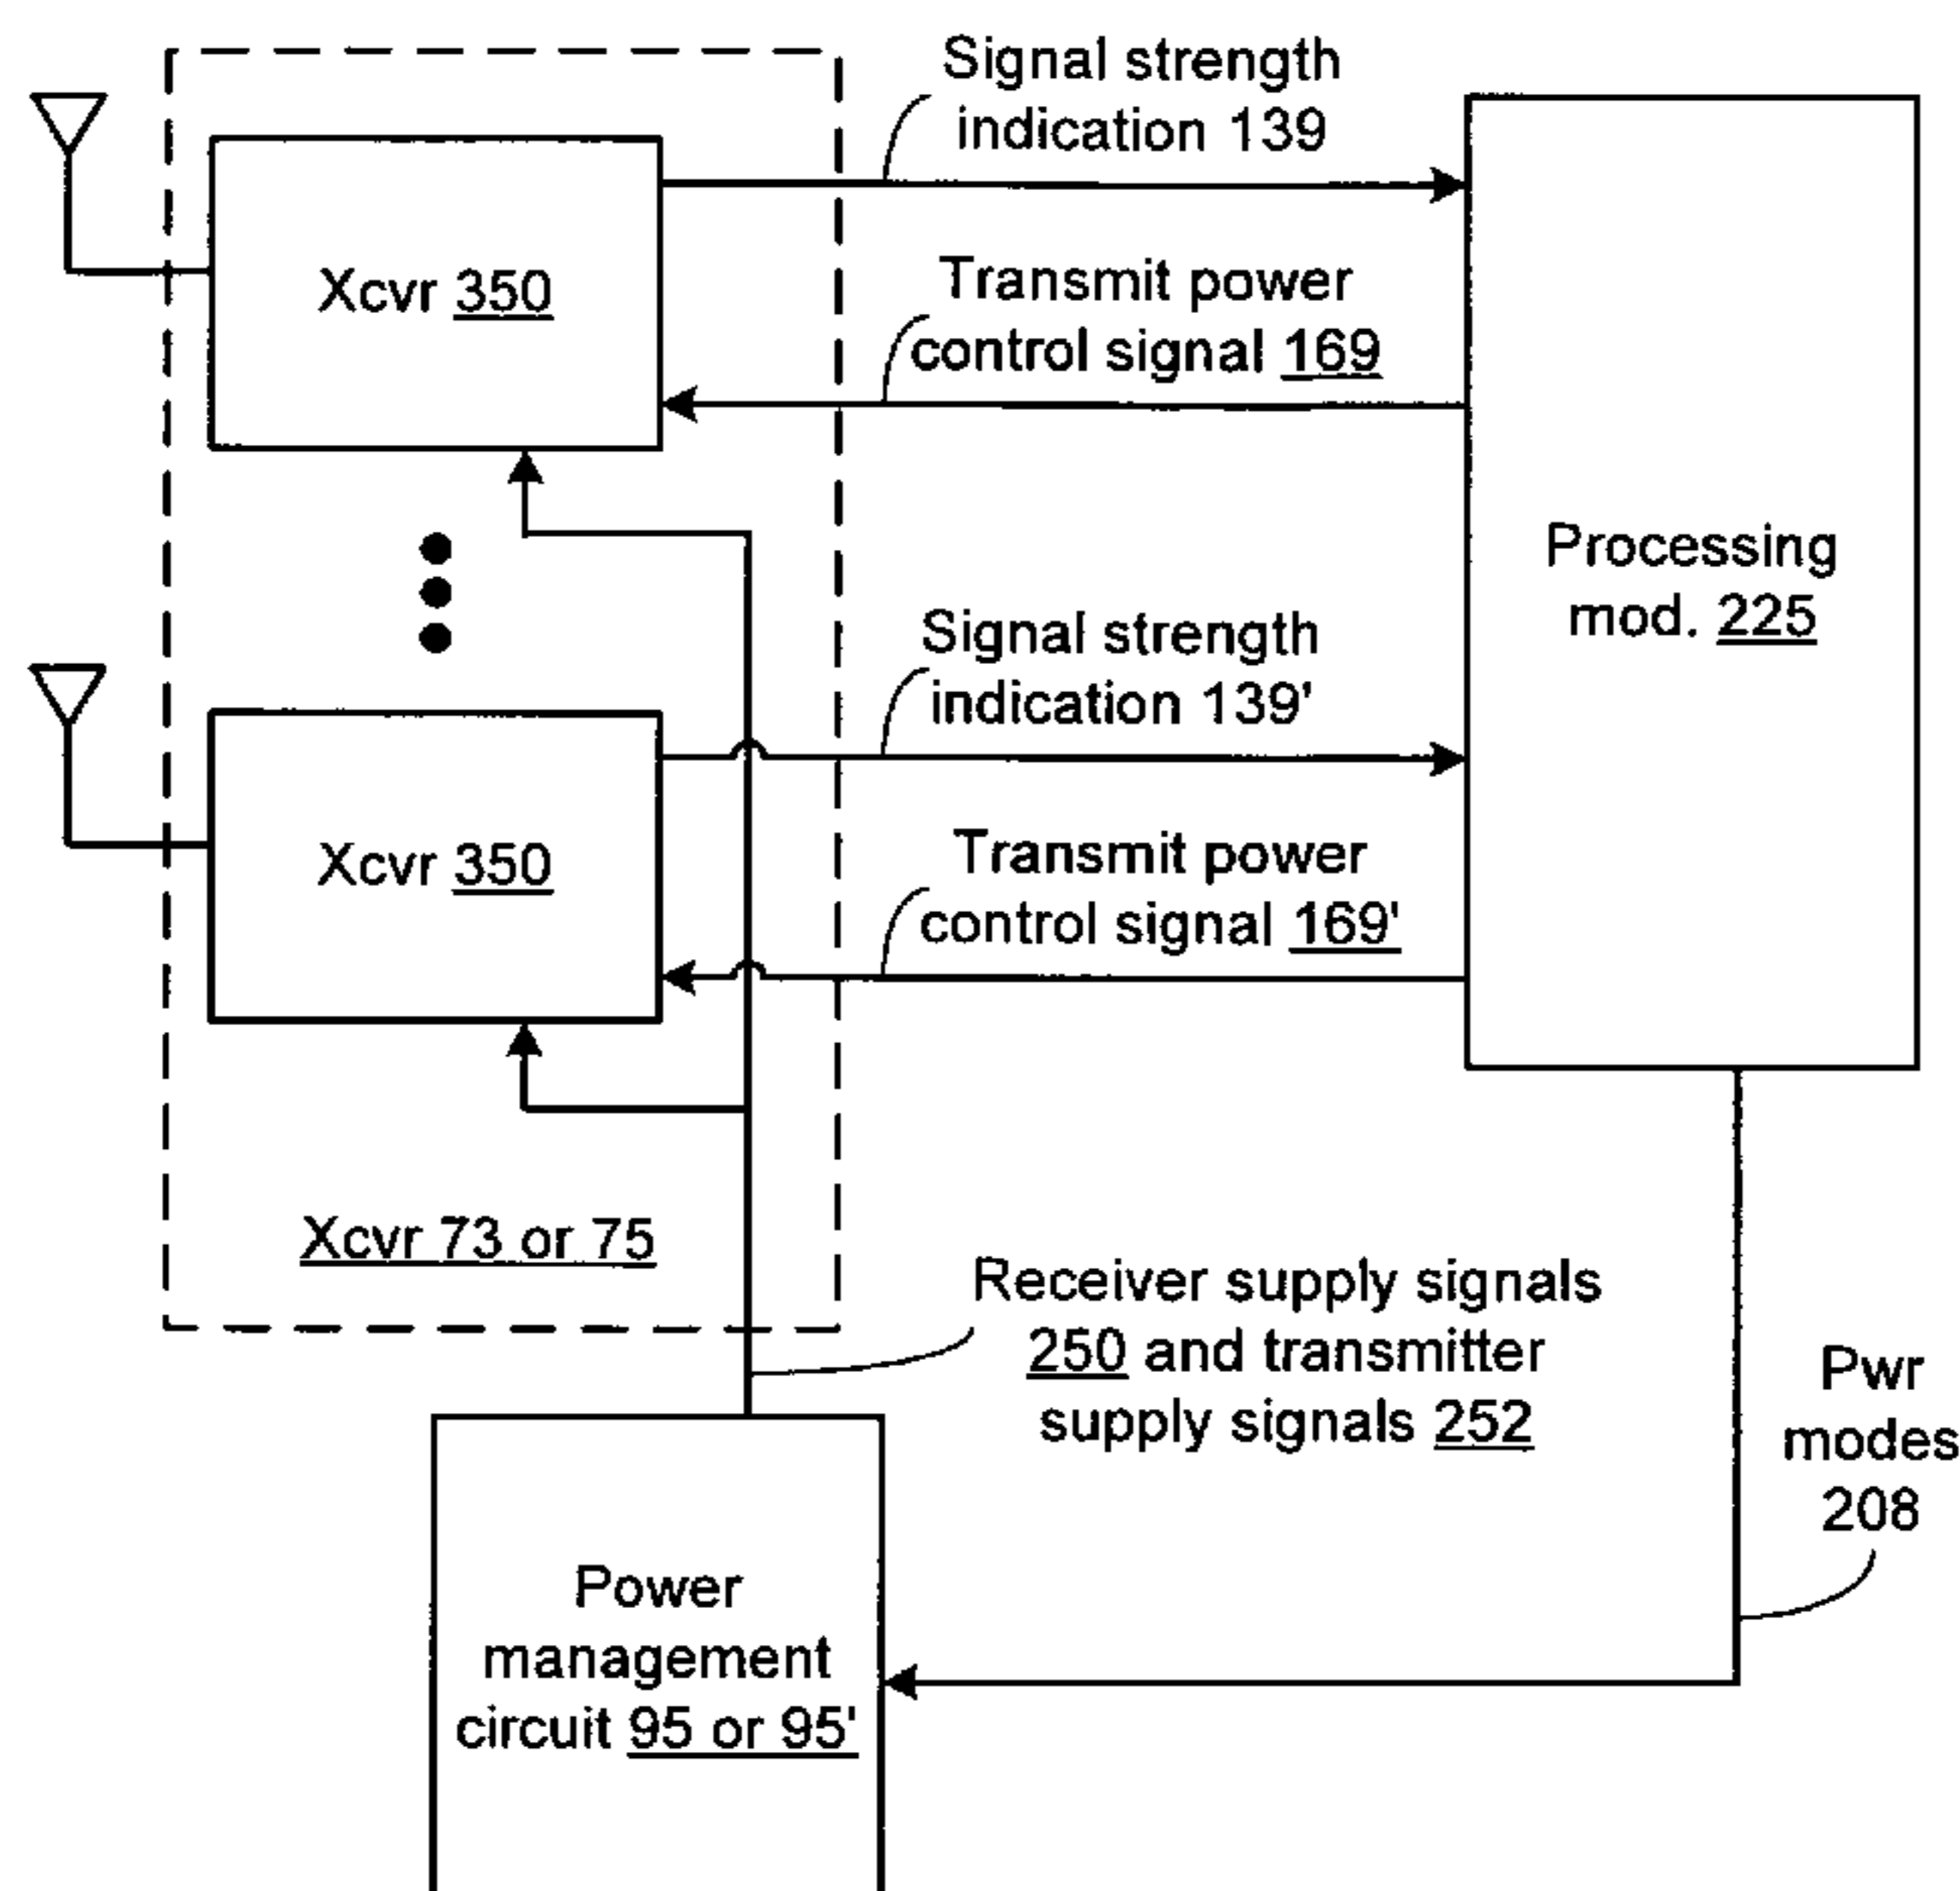 Signal strength
indication 139
Xcvr 350
Transmit power
control signal 169
Processing
mod. 225
Signal strength
indication 139'
Xcvr 350
Transmit power
control signal 169'
Xcvr 73 or 75
Receiver supply signals
250 and transmitter
supply signals 252
Pwr
modes
208
Power
management
circuit 95 or 95'